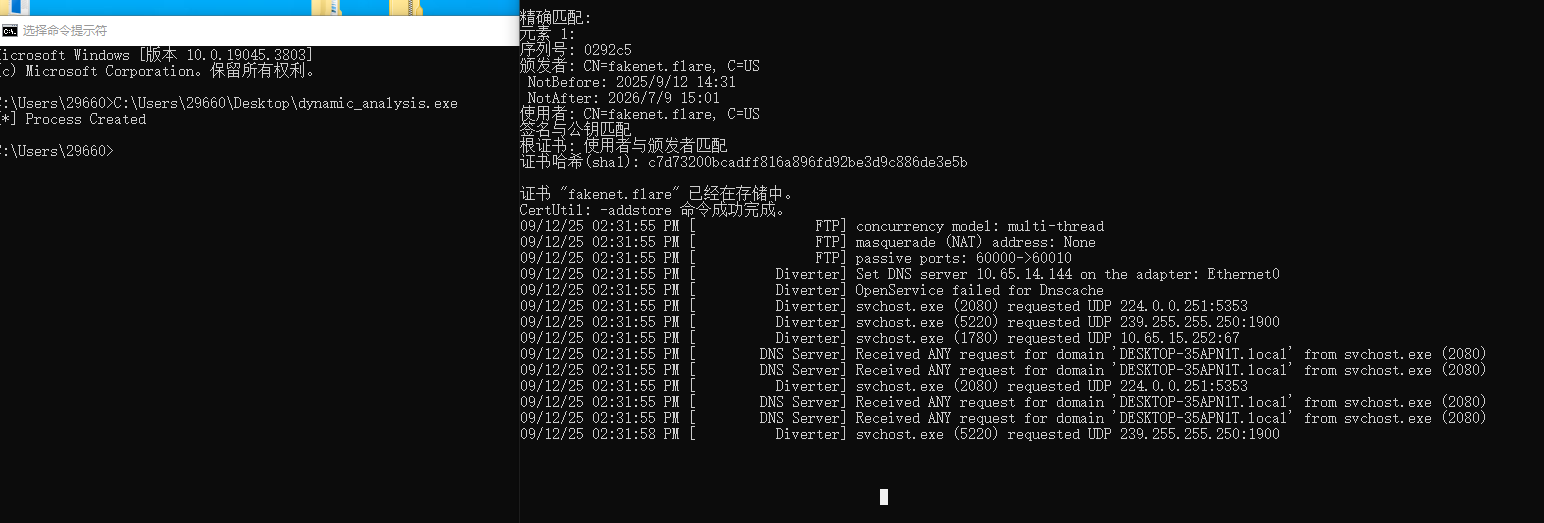 选择命令提示符
icrosoft Windows [版本 10.0.19045.3803]
c) Microsoft Corporation。保留所有权利。
:\Users\29660>C:\Users\29660\Desktop\dynamic_analysis.exe
*] Process Created
:\Users\29660>
精确匹配:
元素 1:
序列号: 0292c5
颁发者: CN=fakenet.flare, C=US
NotBefore: 2025/9/12 14:31
NotAfter: 2026/7/9 15:01
使用者: CN=fakenet.flare, C=US
签名与公钥匹配
根证书: 使用者与颁发者匹配
证书哈希(sha1): c7d73200bcadff816a896fd92be3d9c886de3e5b
证书 "fakenet.flare" 已经在存储中。
CertUtil: -addstore 命令成功完成。
09/12/25 02:31:55 PM [ FTP] concurrency model: multi-thread
09/12/25 02:31:55 PM [ FTP] masquerade (NAT) address: None
09/12/25 02:31:55 PM [ FTP] passive ports: 60000->60010
09/12/25 02:31:55 PM [ Diverter] Set DNS server 10.65.14.144 on the adapter: Ethernet0
09/12/25 02:31:55 PM [ Diverter] OpenService failed for Dnscache
09/12/25 02:31:55 PM [ Diverter] svchost.exe (2080) requested UDP 224.0.0.251:5353
09/12/25 02:31:55 PM [ Diverter] svchost.exe (5220) requested UDP 239.255.255.250:1900
09/12/25 02:31:55 PM [ Diverter] svchost.exe (1780) requested UDP 10.65.15.252:67
09/12/25 02:31:55 PM [ DNS Server] Received ANY request for domain 'DESKTOP-35APN1T.local' from svchost.exe (2080)
09/12/25 02:31:55 PM [ DNS Server] Received ANY request for domain 'DESKTOP-35APN1T.local' from svchost.exe (2080)
09/12/25 02:31:55 PM [ Diverter] svchost.exe (2080) requested UDP 224.0.0.251:5353
09/12/25 02:31:55 PM [ DNS Server] Received ANY request for domain 'DESKTOP-35APN1T.local' from svchost.exe (2080)
09/12/25 02:31:55 PM [ DNS Server] Received ANY request for domain 'DESKTOP-35APN1T.local' from svchost.exe (2080)
09/12/25 02:31:58 PM [ Diverter] svchost.exe (5220) requested UDP 239.255.255.250:1900